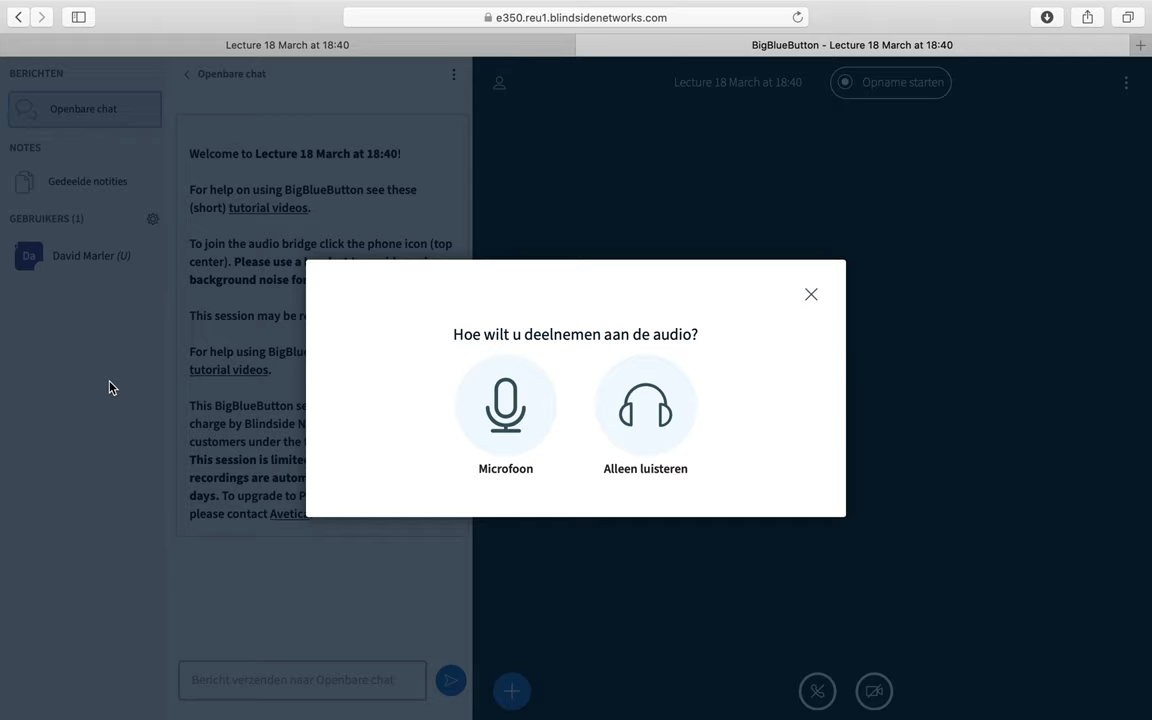 e350.reu1.blindsidenetworks.com
Lecture 18 March at 18:40
BigBlueButton - Lecture 18 March at 18:40
BERICHTEN
Openbare chat
NOTES
Gedeelde notities
GEBRUIKERS (1)
Da
David Marler (U)
Openbare chat
Welcome to Lecture 18 March at 18:40!
For help on using BigBlueButton see these
(short) tutorial videos.
To join the audio bridge click the phone icon (top
center). Please use a
background noise for
This session may be
For help using
tutorial videos.
This BigBlueButton
charge by Blindside
customers under the
This session is
recordings are
days. To upgrade to
please contact Avetica
Bericht verzenden naar Openbare chat
Lecture 18 March at 18:40
Opname starten
Hoe wilt u deelnemen aan de audio?
Microfoon
Alleen luisteren